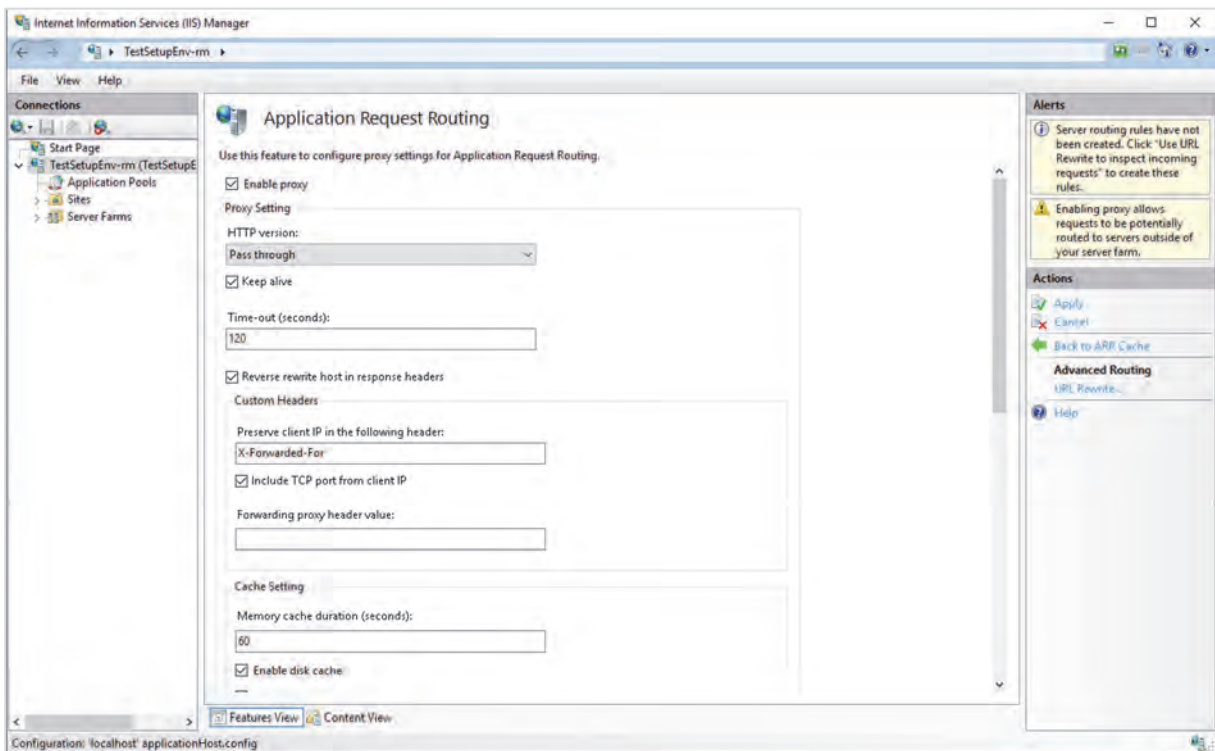 Internet Information Services (IIS) Manager
TestSetupEnv-rm
File View Help
Connections
Start Page
TestSetupEnv-rm (TestSetupE
Application Pools
Sites
Server Farms
Application Request Routing
Use this feature to configure proxy settings for Application Request Routing.
Enable proxy
Proxy Setting
HTTP version:
Pass through
Keep alive
Time-out (seconds):
120
Reverse rewrite host in response headers
Custom Headers
Preserve client IP in the following header:
X-Forwarded-For
Include TCP port from client IP
Forwarding proxy header value:
Cache Setting
Memory cache duration (seconds):
60
Enable disk cache
Features View Content View
Alerts
Server routing rules have not
been created. Click "Use URL
Rewrite to inspect incoming
requests" to create these
rules.
Enabling proxy allows
requests to be potentially
routed to servers outside of
your server farm.
Actions
Apply
Cancel
Back to ARR Cache
Advanced Routing
URL Rewrite...
Help
Configuration: 'localhost' applicationHost.config